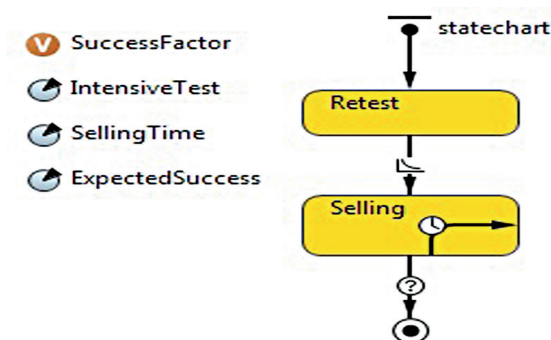 V SuccessFactor
IntensiveTest
SellingTime
ExpectedSuccess
statechart
Retest
Selling
?